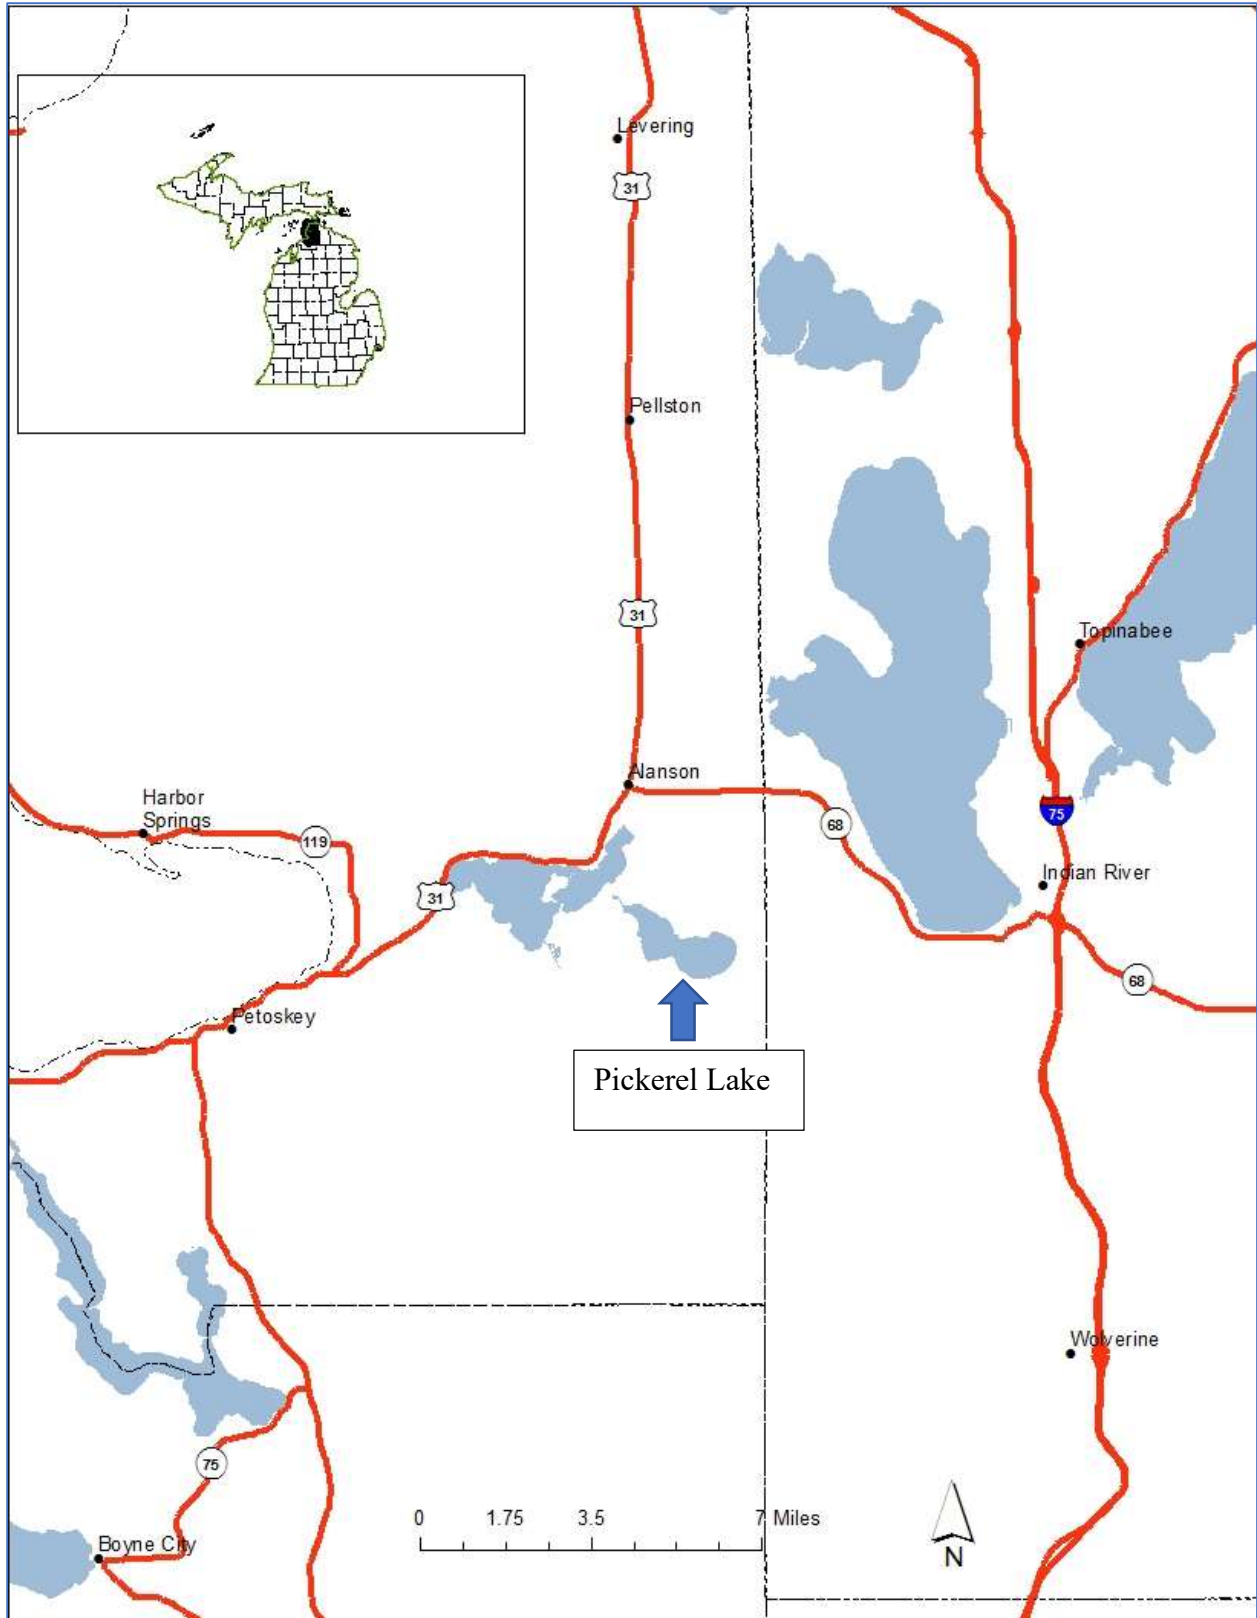 Levering
31
Pellston
31
Topinabee
Alanson
Harbor
Springs
119
68
75
Indian River
31
68
Petoskey
Pickerel Lake
Wolverine
75
0 1.75 3.5 7 Miles
Boyne City
N